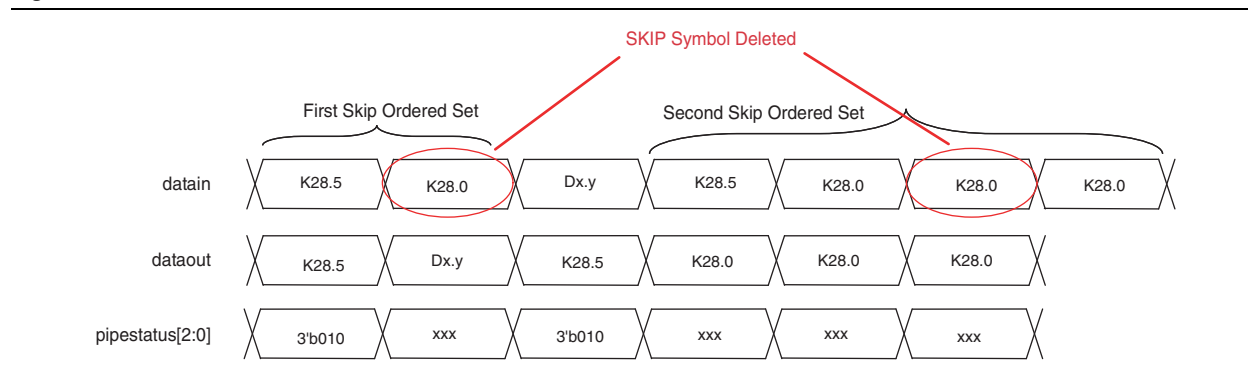 SKIP Symbol Deleted
First Skip Ordered Set Second Skip Ordered Set
datain K28.5 K28.0 Dx.y K28.5 K28.0 K28.0 K28.0
dataout K28.5 Dx.y K28.5 K28.0 K28.0 K28.0
pipestatus[2:0] 3'b010 xxx 3'b010 xxx xxx xxx